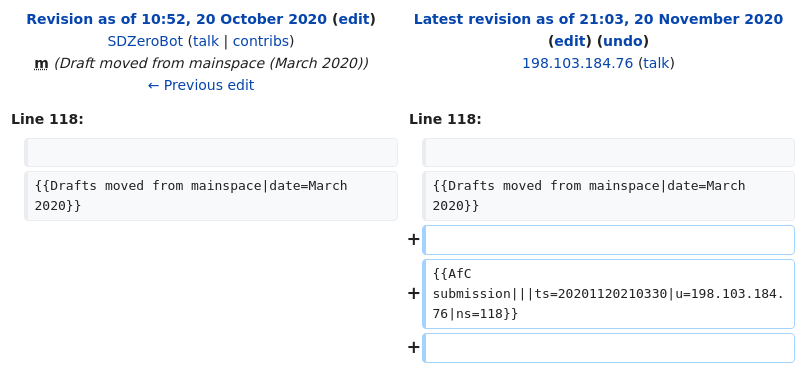 Revision as of 10:52, 20 October 2020 (edit)
SDZeroBot (talk | contribs)
m (Draft moved from mainspace (March 2020))
← Previous edit
Latest revision as of 21:03, 20 November 2020
(edit) (undo)
198.103.184.76 (talk)
Line 118:
Line 118:
{{Drafts moved from mainspace|date=March
2020}}
{{Drafts moved from mainspace|date=March
2020}}
+
+
{{AfC
submission|||ts=20201120210330|u=198.103.184.
76|ns=118}}
+